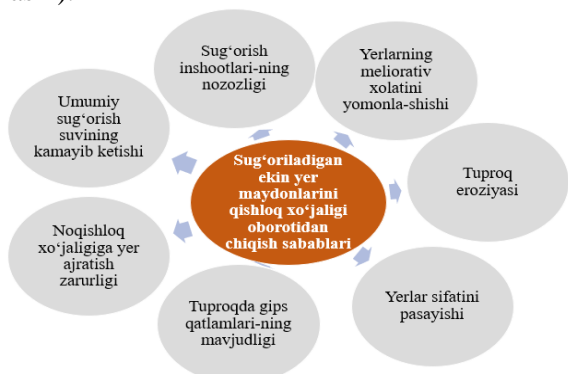 Sug‘orish
inshootlari-ning
nozozligi
Yerlarning
meliorativ
xolatini
yomonla-shishi
Umumiy
sug‘orish
suvining
kamayib ketishi
Sug‘oriladigan
ekin yer
maydonlarini
qishloq xo‘jaligi
oborotidan
chiqish sabablari
Tuproq
eroziyasi
Noqishloq
xo‘jaligiga yer
ajratish
zarurligi
Yerlar sifatini
pasayishi
Tuproqda gips
qatlamlari-ning
mavjudligi